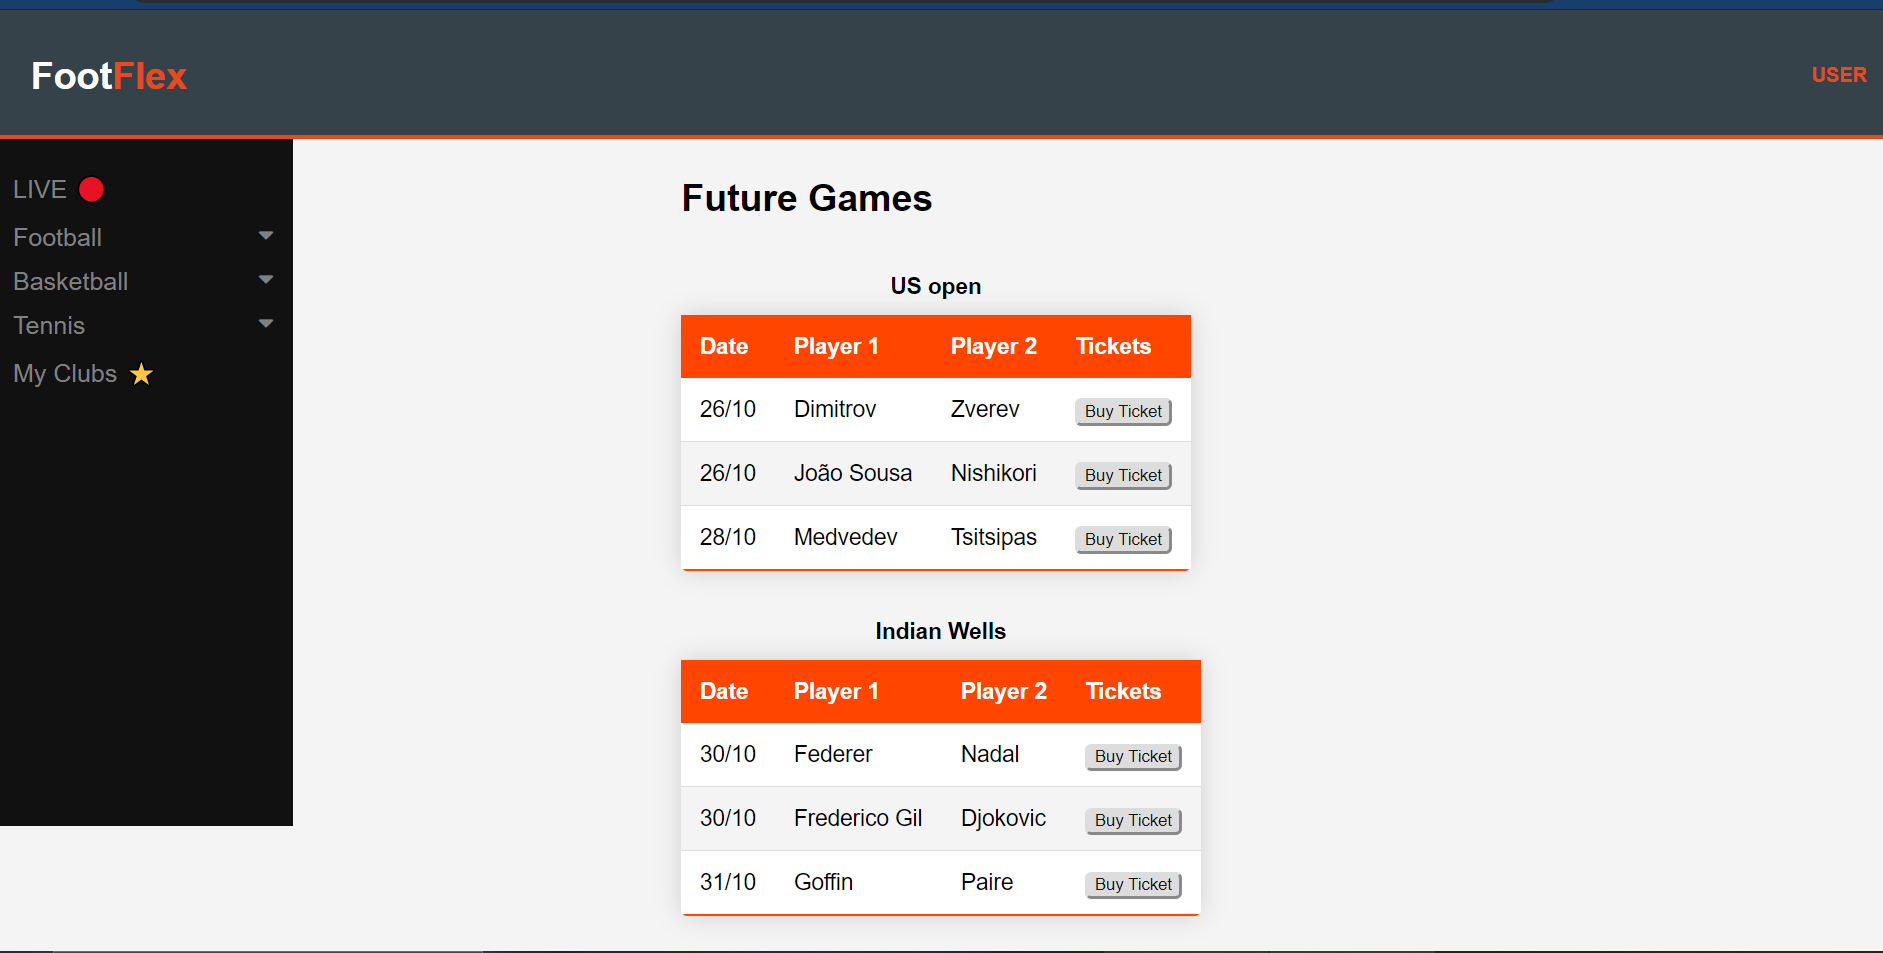 FootFlex
USER
LIVE
Football
Basketball
Tennis
My Clubs
Future Games
US open
Date Player 1 Player 2 Tickets
26/10 Dimitrov Zverev Buy Ticket
26/10 João Sousa Nishikori Buy Ticket
28/10 Medvedev Tsitsipas Buy Ticket
Indian Wells
Date Player 1 Player 2 Tickets
30/10 Federer Nadal Buy Ticket
30/10 Frederico Gil Djokovic Buy Ticket
31/10 Goffin Paire Buy Ticket